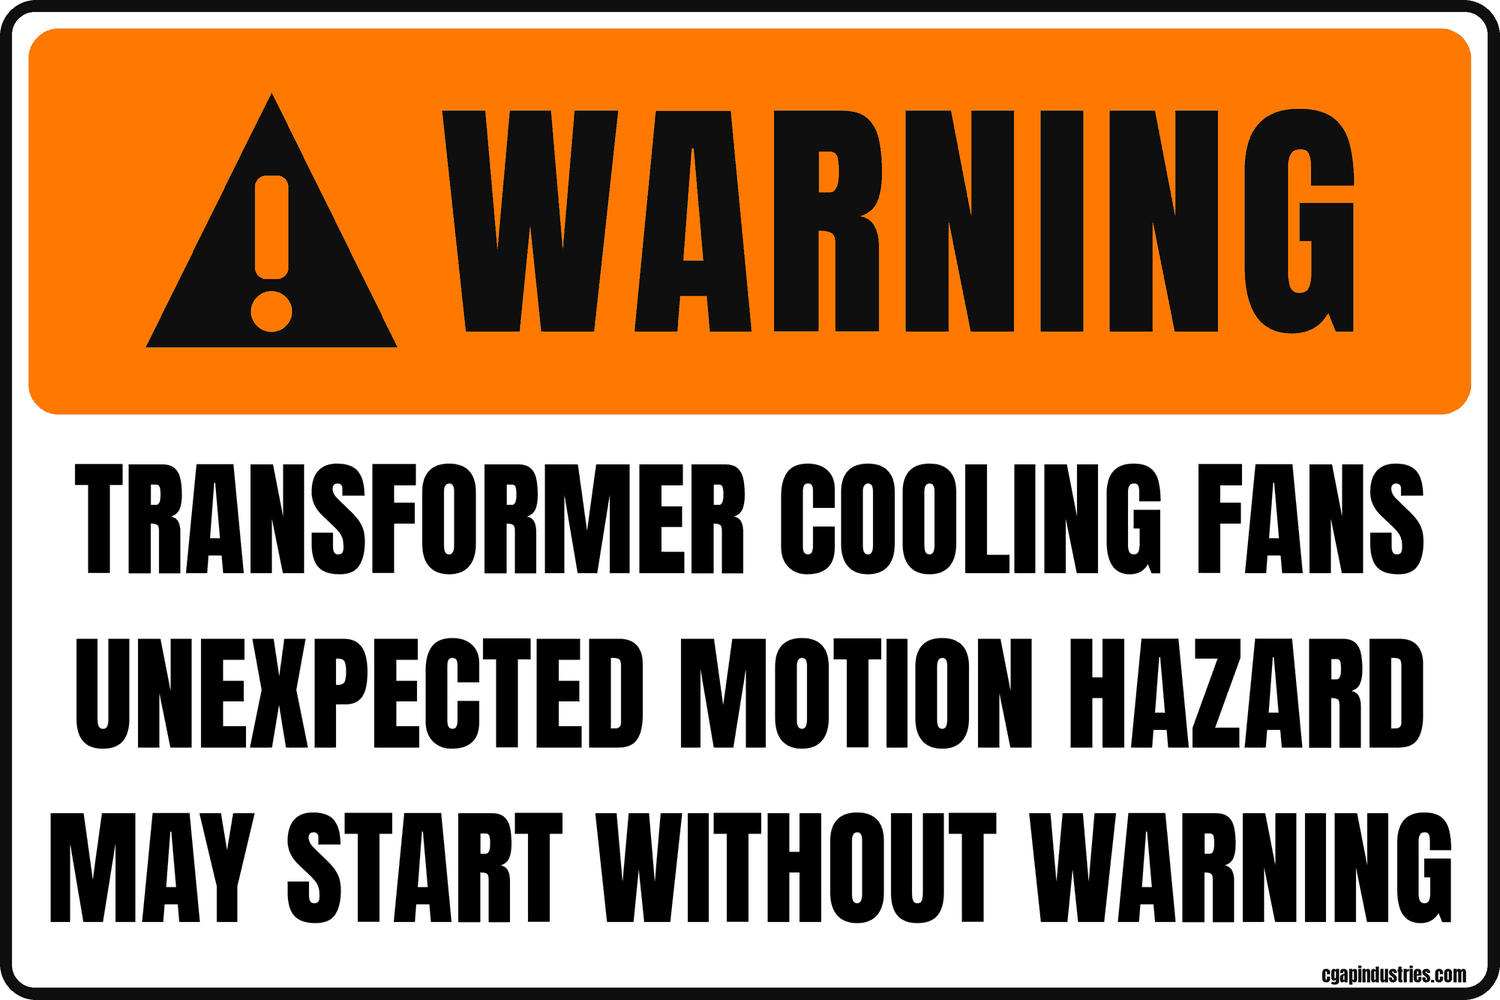 WARNING
TRANSFORMER COOLING FANS
UNEXPECTED MOTION HAZARD
MAY START WITHOUT WARNING
cgapindustries.com